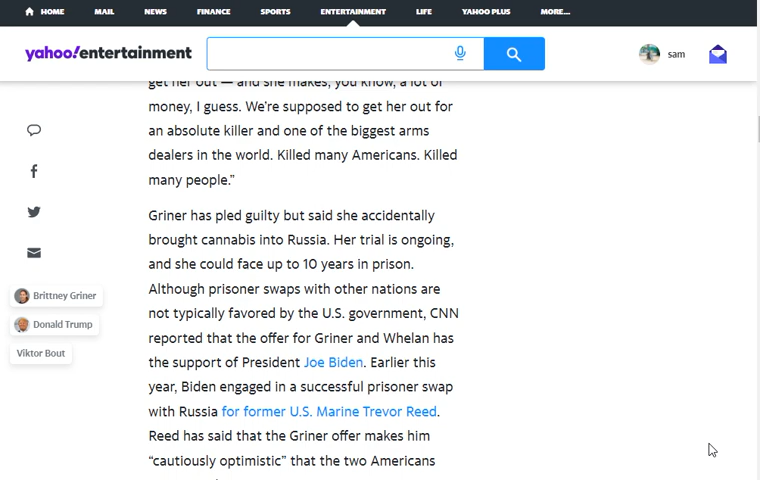 HOME MAIL NEWS FINANCE SPORTS ENTERTAINMENT LIFE YAHOO PLUS MORE...
yahoo!entertainment
sam
get her out — and she makes, you know, a lot of
money, I guess. We're supposed to get her out for
an absolute killer and one of the biggest arms
dealers in the world. Killed many Americans. Killed
many people.”
Griner has pled guilty but said she accidentally
brought cannabis into Russia. Her trial is ongoing,
and she could face up to 10 years in prison.
Although prisoner swaps with other nations are
not typically favored by the U.S. government, CNN
reported that the offer for Griner and Whelan has
the support of President Joe Biden. Earlier this
year, Biden engaged in a successful prisoner swap
with Russia for former U.S. Marine Trevor Reed.
Reed has said that the Griner offer makes him
“cautiously optimistic” that the two Americans
Brittney Griner
Donald Trump
Viktor Bout